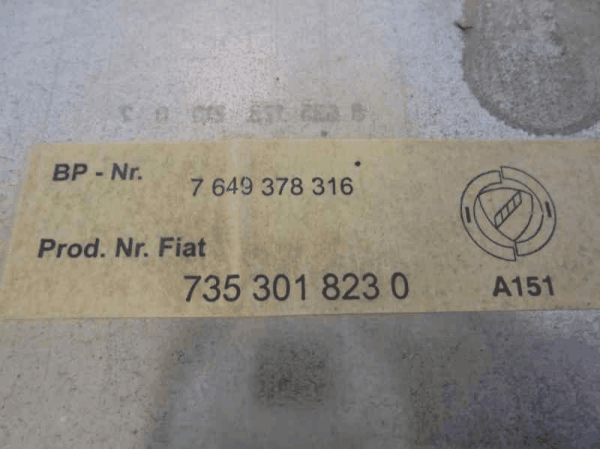 BP - Nr. 7 649 378 316
Prod. Nr. Fiat
735 301 823 0 A151